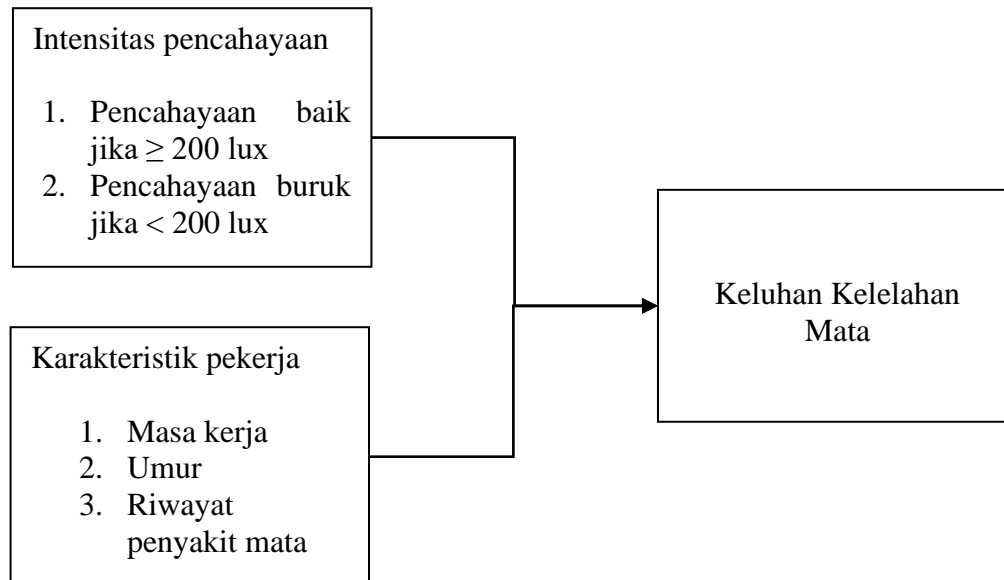 Intensitas pencahayaan
1. Pencahayaan baik
jika ≥ 200 lux
2. Pencahayaan buruk
jika < 200 lux
Karakteristik pekerja
1. Masa kerja
2. Umur
3. Riwayat
penyakit mata
Keluhan Kelelahan
Mata